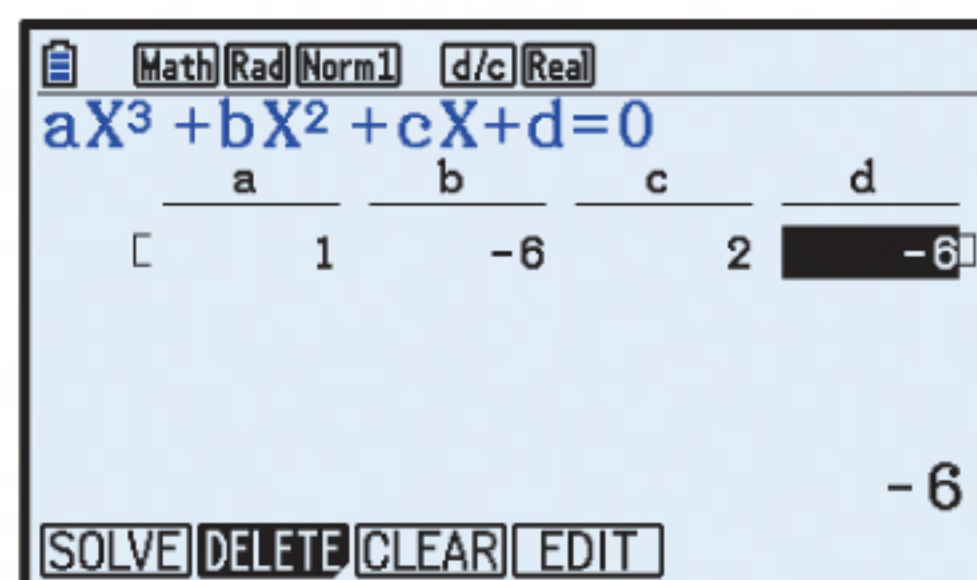 Math Rad Norm1 d/c Real
aX³ +bX² +cX+d=0
a b c d
[ 1 -6 2 -6 ]
-6
SOLVE DELETE CLEAR EDIT